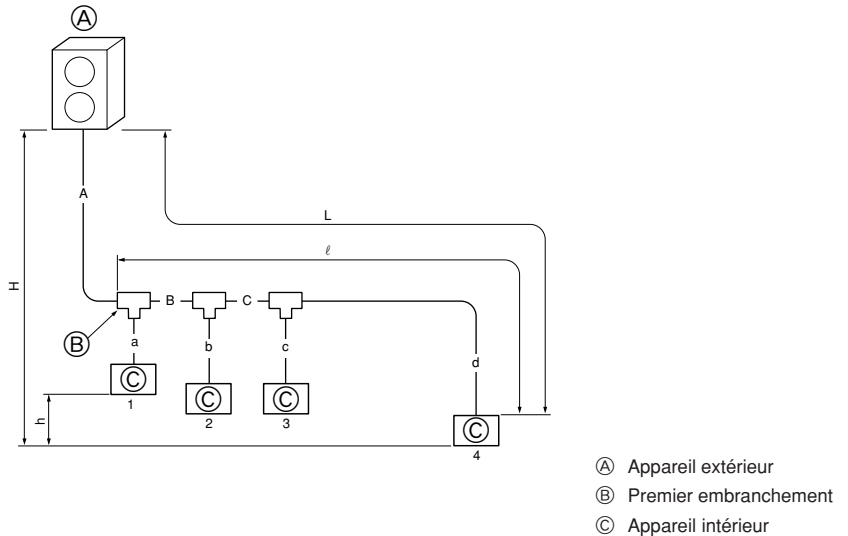 Ⓐ
A
L
ℓ
H
B
C
Ⓑ
a
b
c
d
Ⓒ
1
Ⓒ
2
Ⓒ
3
h
Ⓒ
4
Ⓐ Appareil extérieur
Ⓑ Premier embranchement
Ⓒ Appareil intérieur